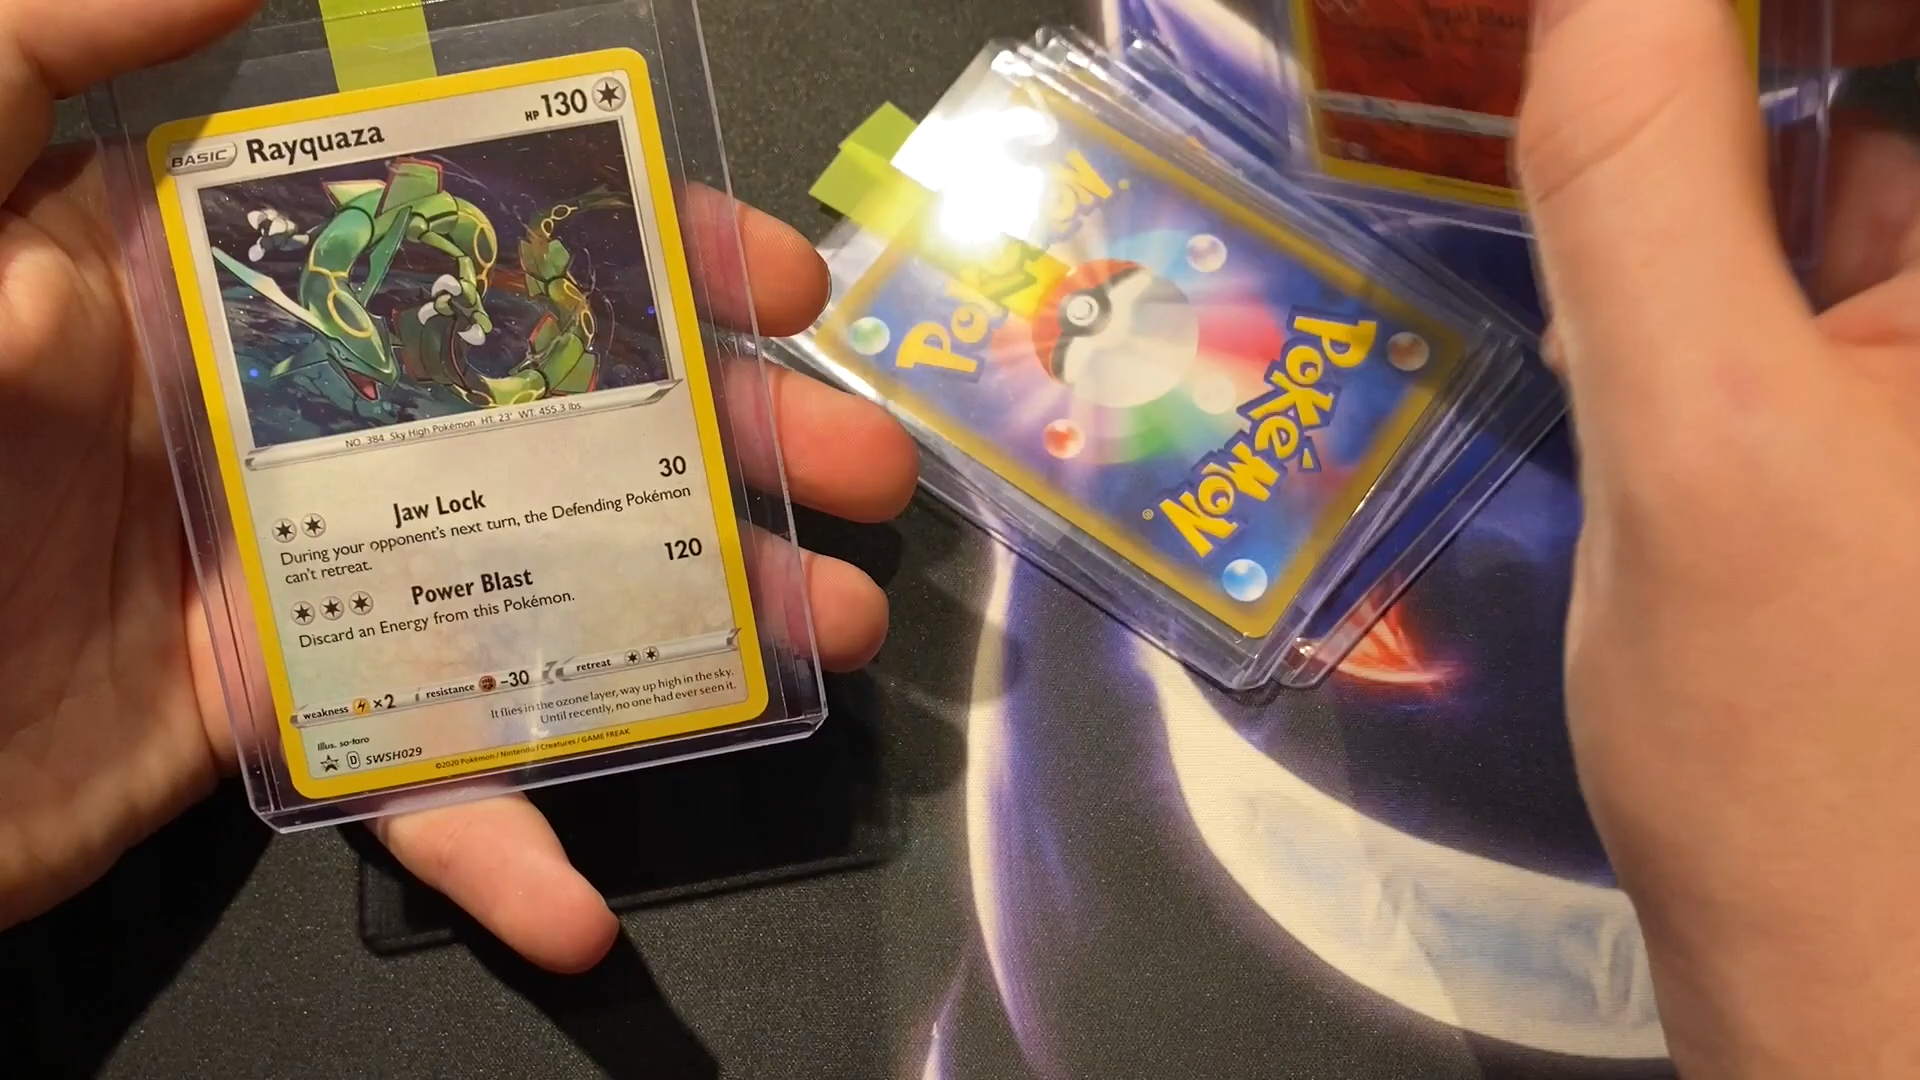 BASIC Rayquaza HP 130
NO. 384 Sky High Pokémon HT. 23' WT. 455.3 lbs.
Jaw Lock 30
During your opponent's next turn, the Defending Pokémon
can't retreat.
Power Blast 120
Discard an Energy from this Pokémon.
weakness ×2 resistance -30 retreat
It flies in the ozone layer, way up high in the sky.
Until recently, no one had ever seen it.
Illus. so-taro
D SWSH029
©2020 Pokémon / Nintendo / Creatures / GAME FREAK
Pokémon
Pokémon